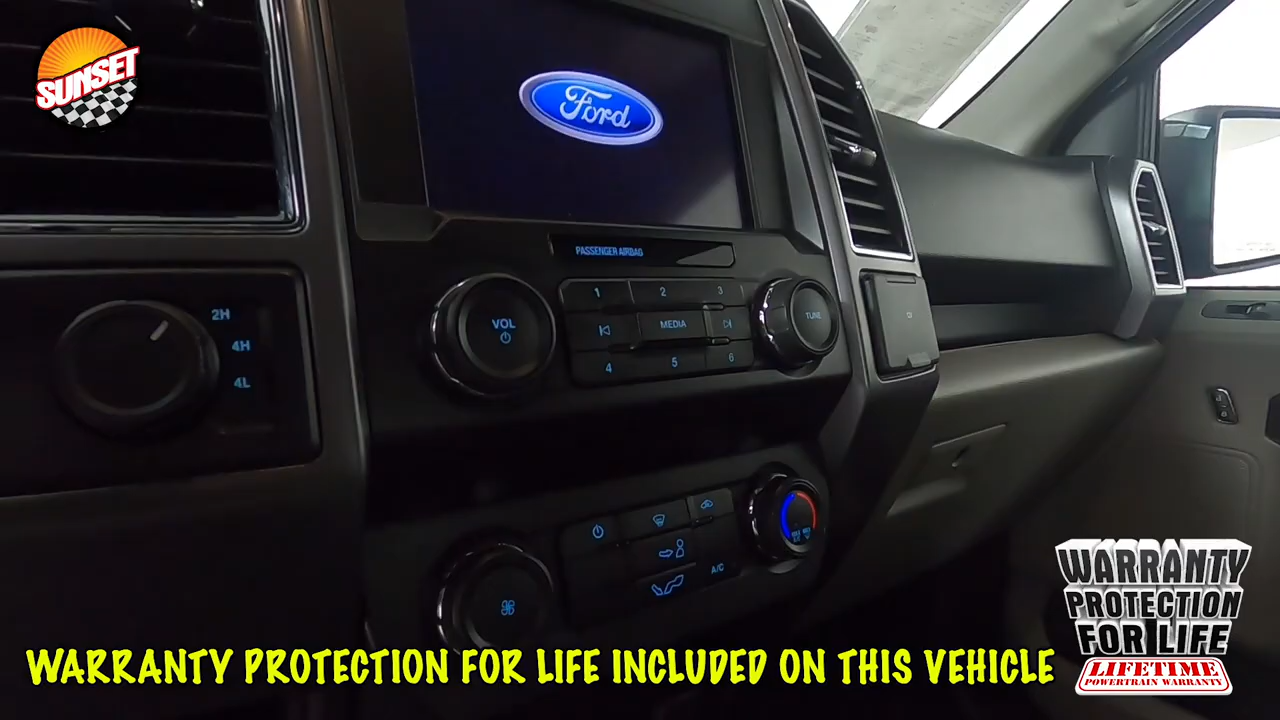 SUNSET
Ford
PASSENGER AIRBAG
2H
4H
4L
VOL
1
2
3
MEDIA
4
5
6
TUNE
A/C
WARRANTY
PROTECTION
FOR LIFE
LIFETIME
POWERTRAIN WARRANTY
WARRANTY PROTECTION FOR LIFE INCLUDED ON THIS VEHICLE